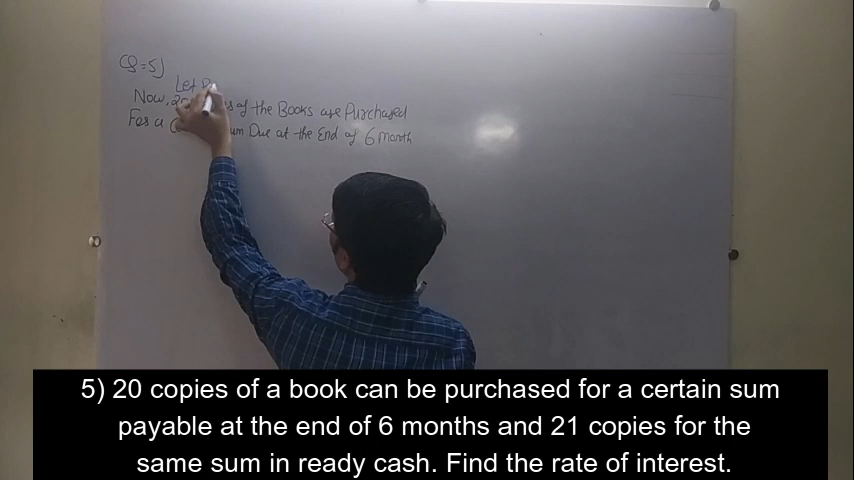 Q=5)
Let
Now, of the Books are Purchased
For a um Due at the End of 6 month
5) 20 copies of a book can be purchased for a certain sum
payable at the end of 6 months and 21 copies for the
same sum in ready cash. Find the rate of interest.